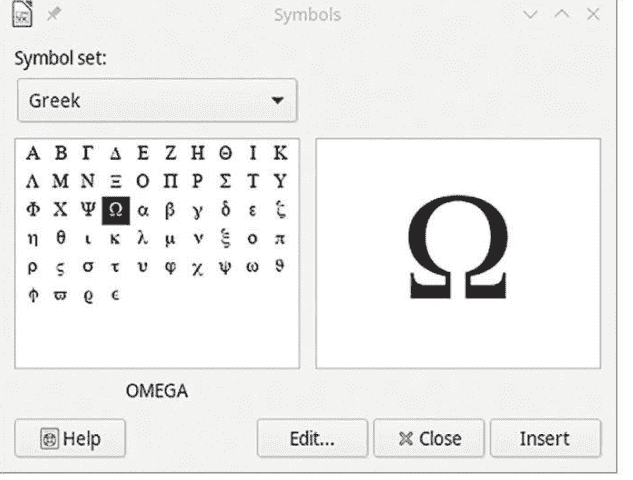 Symbols
Symbol set:
Greek
Α Β Γ Δ Ε Ζ Η Θ Ι Κ
Λ Μ Ν Ξ Ο Π Ρ Σ Τ Υ
Φ Χ Ψ Ω α β γ δ ε ζ
η θ ι κ λ μ ν ξ ο π
ρ ς σ τ υ φ χ ψ ω ϑ
ϕ ϖ ϱ ϵ
Ω
OMEGA
Help Edit... Close Insert